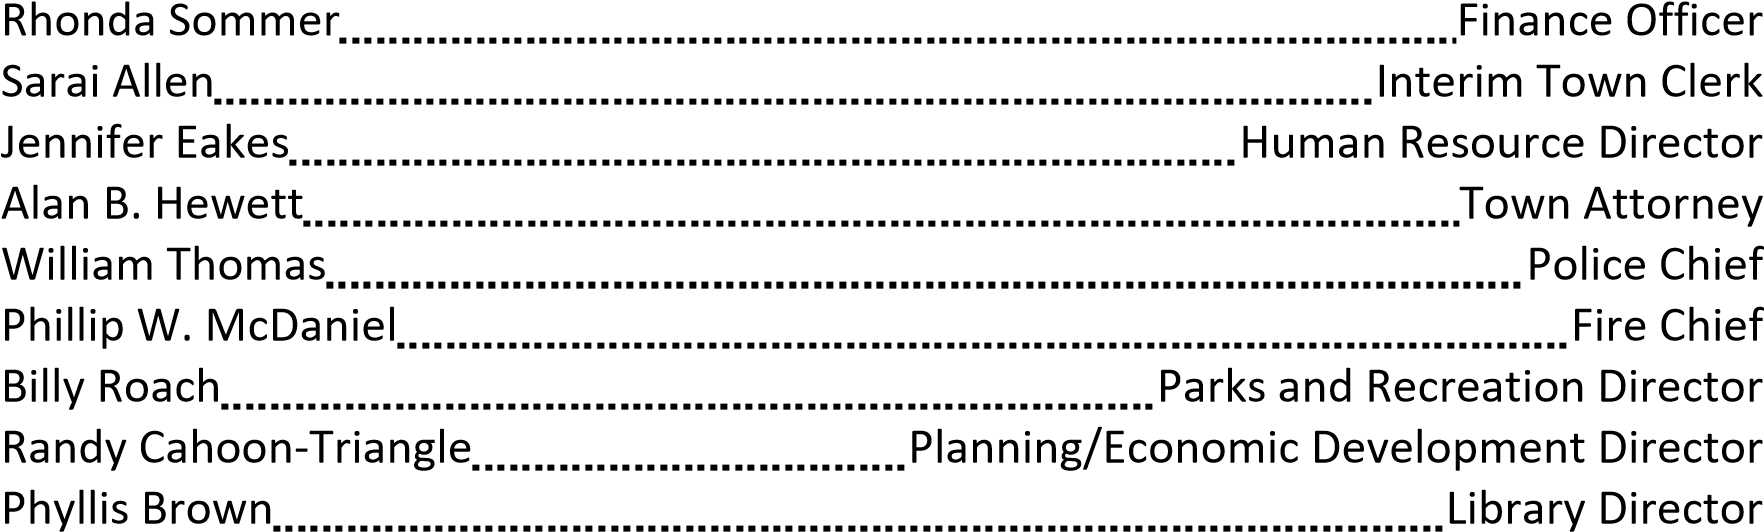 Rhonda Sommer........................................Finance Officer
Sarai Allen........................................Interim Town Clerk
Jennifer Eakes........................................Human Resource Director
Alan B. Hewett........................................Town Attorney
William Thomas........................................Police Chief
Phillip W. McDaniel........................................Fire Chief
Billy Roach........................................Parks and Recreation Director
Randy Cahoon-Triangle........................................Planning/Economic Development Director
Phyllis Brown........................................Library Director